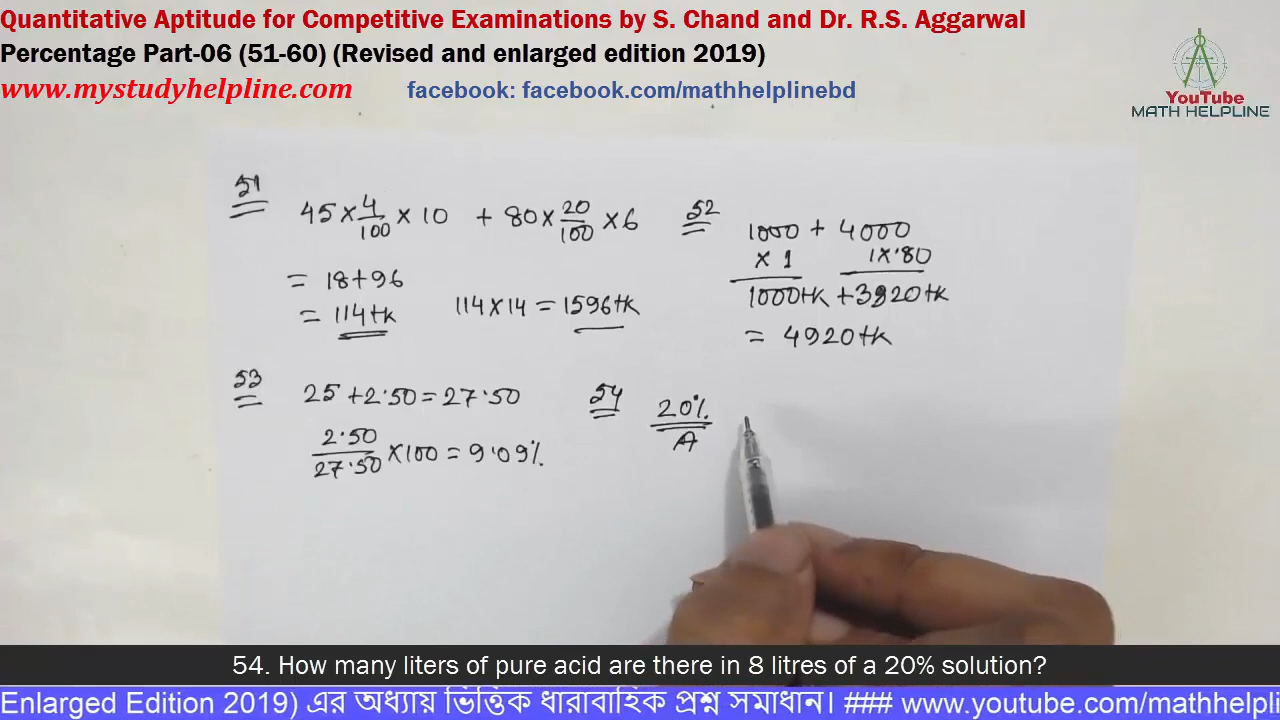 Quantitative Aptitude for Competitive Examinations by S. Chand and Dr. R.S. Aggarwal
Percentage Part-06 (51-60) (Revised and enlarged edition 2019)
www.mystudyhelpline.com facebook: facebook.com/mathhelplinebd
YouTube
MATH HELPLINE
51
45 × 4/100 × 10 + 80 × 20/100 × 6
= 18+96
= 114tk 114×14 = 1596tk
52
1000 + 4000
×1 1×.80
1000tk + 3920tk
= 4920tk
53
25 + 2.50 = 27.50
2.50/27.50 × 100 = 9.09%
54
20%
A
54. How many liters of pure acid are there in 8 litres of a 20% solution?
Enlarged Edition 2019) এর অধ্যায় ভিত্তিক ধারাবাহিক প্রশ্ন সমাধান। ### www.youtube.com/mathhelpli